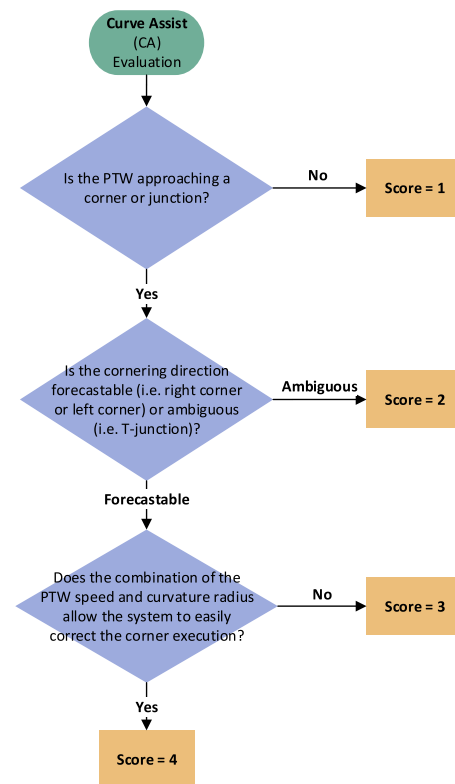 Curve Assist
(CA)
Evaluation
Is the PTW approaching a
corner or junction?
No
Score = 1
Yes
Is the cornering direction
forecastable (i.e. right corner
or left corner) or ambiguous
(i.e. T-junction)?
Ambiguous
Score = 2
Forecastable
Does the combination of the
PTW speed and curvature radius
allow the system to easily
correct the corner execution?
No
Score = 3
Yes
Score = 4